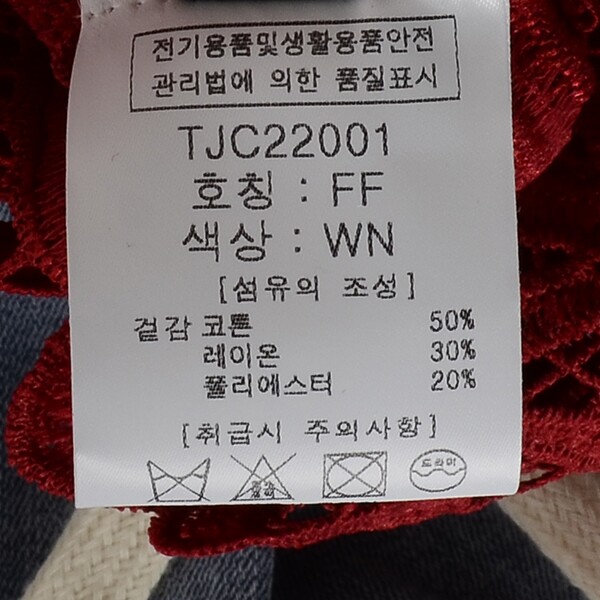 전기용품및생활용품안전
관리법에 의한 품질표시
TJC22001
호칭 : FF
색상 : WN
[섬유의 조성]
겉감 코튼 50%
레이온 30%
폴리에스터 20%
[취급시 주의사항]
드라이